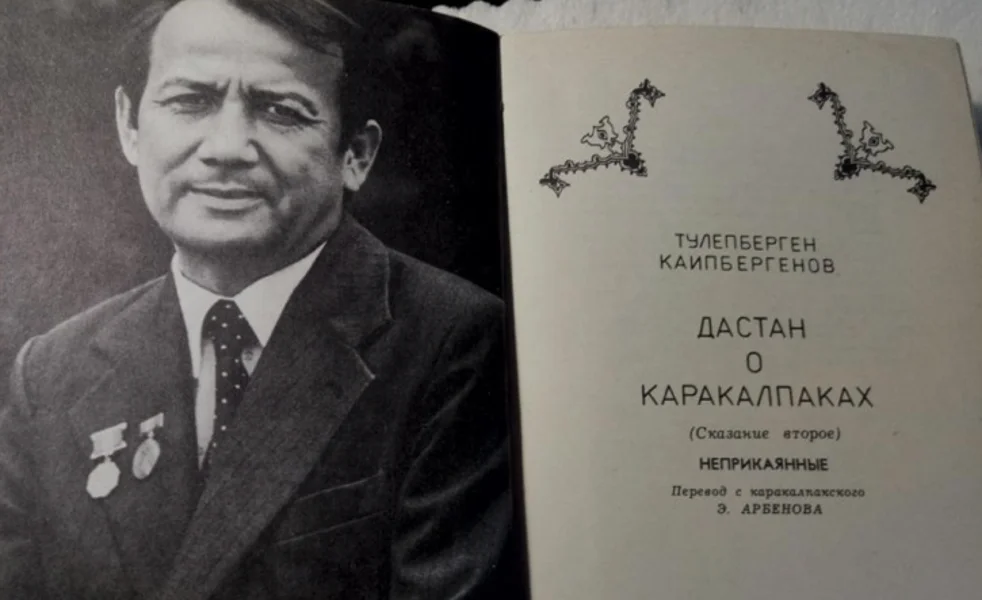 ТУЛЕПБЕРГЕН
КАИПБЕРГЕНОВ
ДАСТАН
О
КАРАКАЛПАКАХ
(Сказание второе)
НЕПРИКАЯННЫЕ
Перевод с каракалпакского
Э. АРБЕНОВА